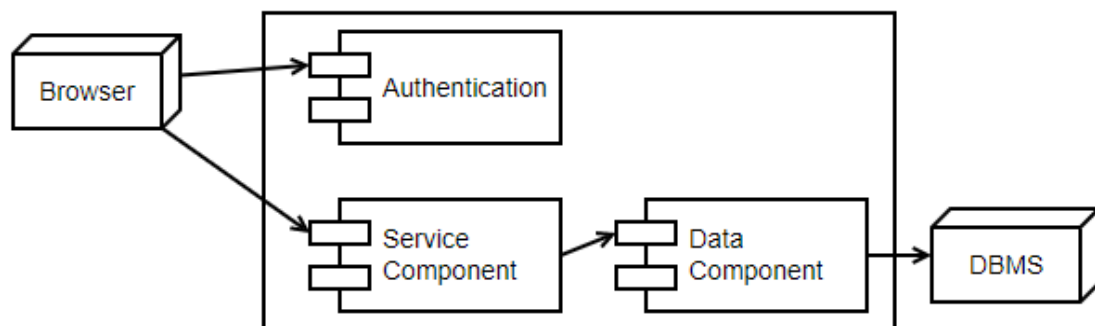 Browser
Authentication
Service
Component
Data
Component
DBMS